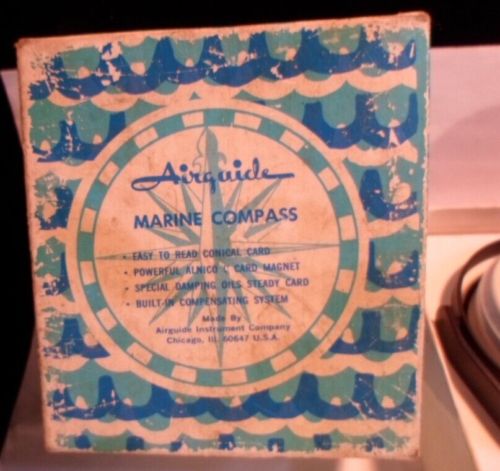 Airguide
MARINE COMPASS
• EASY TO READ CONICAL CARD
• POWERFUL ALNICO CARD MAGNET
• SPECIAL DAMPING OILS STEADY CARD
• BUILT-IN COMPENSATING SYSTEM
Made By
Airguide Instrument Company
Chicago, Ill. 60647 U.S.A.